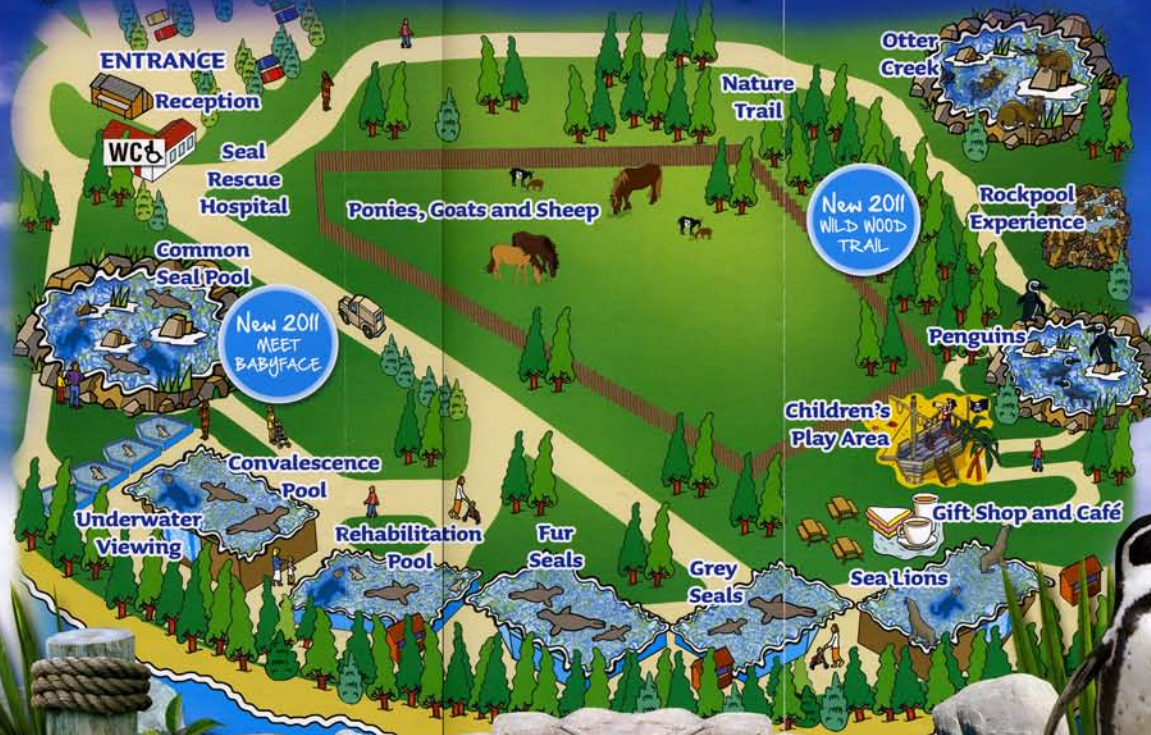 ENTRANCE
Reception
WC
Seal
Rescue
Hospital
Common
Seal Pool
New 2011
MEET
BABYFACE
Ponies, Goats and Sheep
Nature
Trail
New 2011
WILD WOOD
TRAIL
Otter
Creek
Rockpool
Experience
Penguins
Children's
Play Area
Convalescence
Pool
Underwater
Viewing
Rehabilitation
Pool
Fur
Seals
Grey
Seals
Gift Shop and Café
Sea Lions